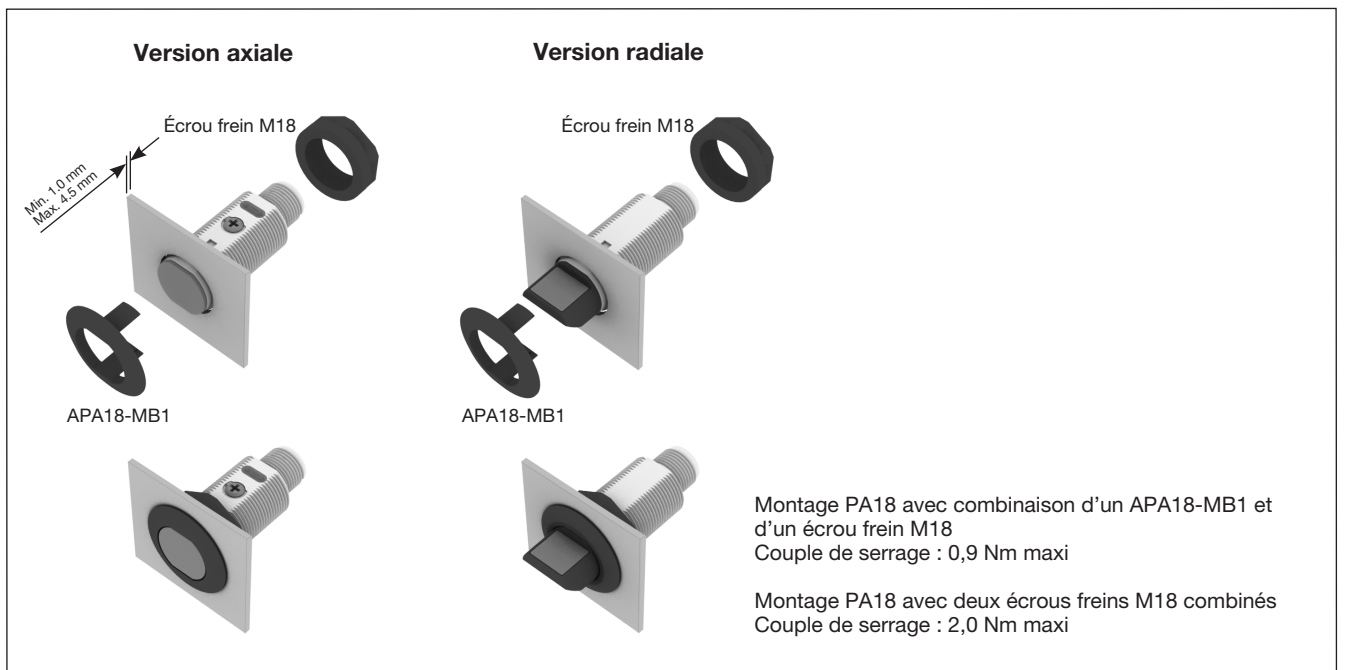 Version axiale
Version radiale
Écrou frein M18
Écrou frein M18
Min. 1.0 mm
Max. 4.5 mm
APA18-MB1
APA18-MB1
Montage PA18 avec combinaison d'un APA18-MB1 et
d'un écrou frein M18
Couple de serrage : 0,9 Nm maxi
Montage PA18 avec deux écrous freins M18 combinés
Couple de serrage : 2,0 Nm maxi